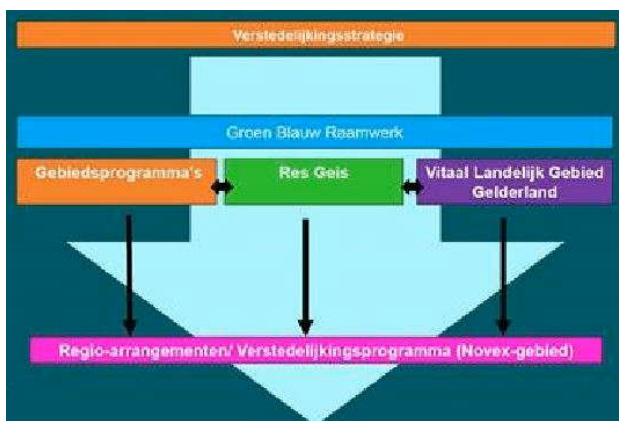 Verstedelijkingsstrategie
Groen Blauw Raamwerk
Gebiedsprogramma's
Res Geis
Vitaal Landelijk Gebied
Gelderland
Regio-arrangementen/ Verstedelijkingsprogramma (Novex-gebied)